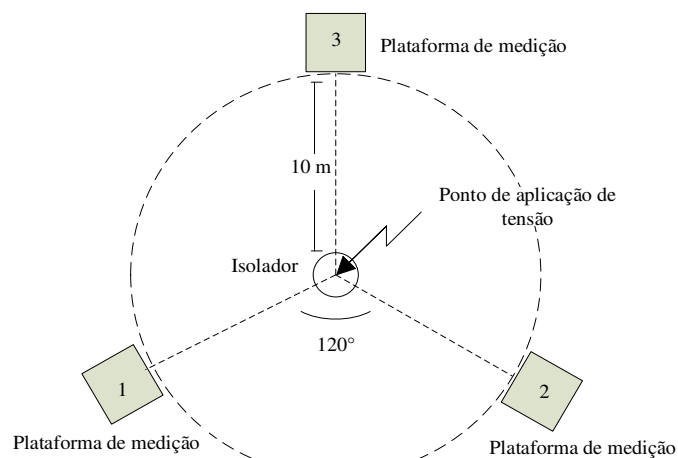 3
Plataforma de medição
10 m
Ponto de aplicação de
tensão
Isolador
120°
1
2
Plataforma de medição
Plataforma de medição